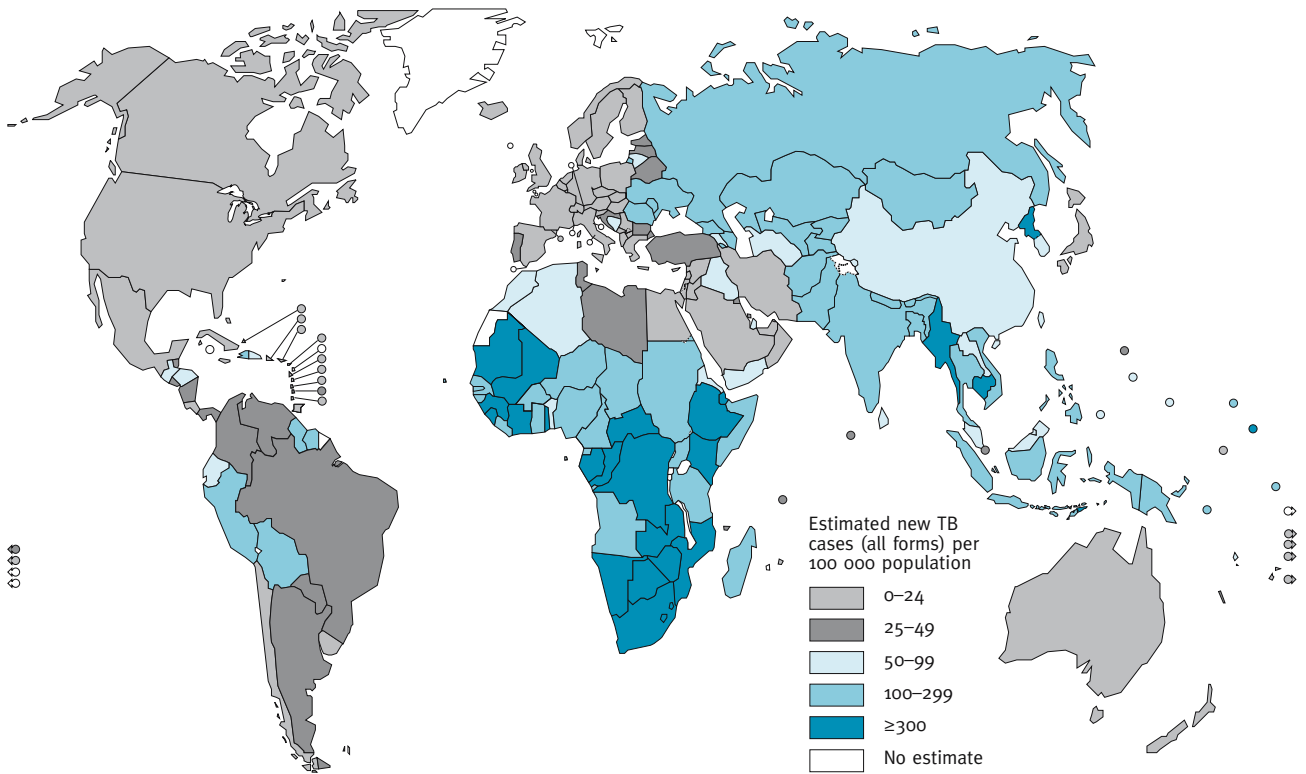 Estimated new TB
cases (all forms) per
100 000 population
0–24
25–49
50–99
100–299
≥300
No estimate